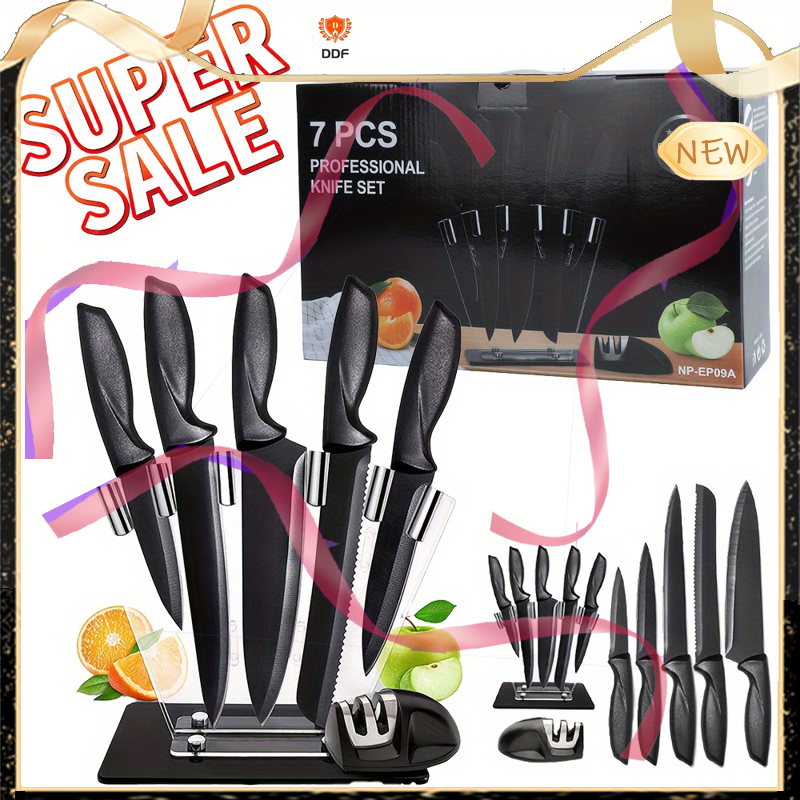 SUPER
SALE
DDF
7 PCS
PROFESSIONAL
KNIFE SET
NEW
NP-EP09A